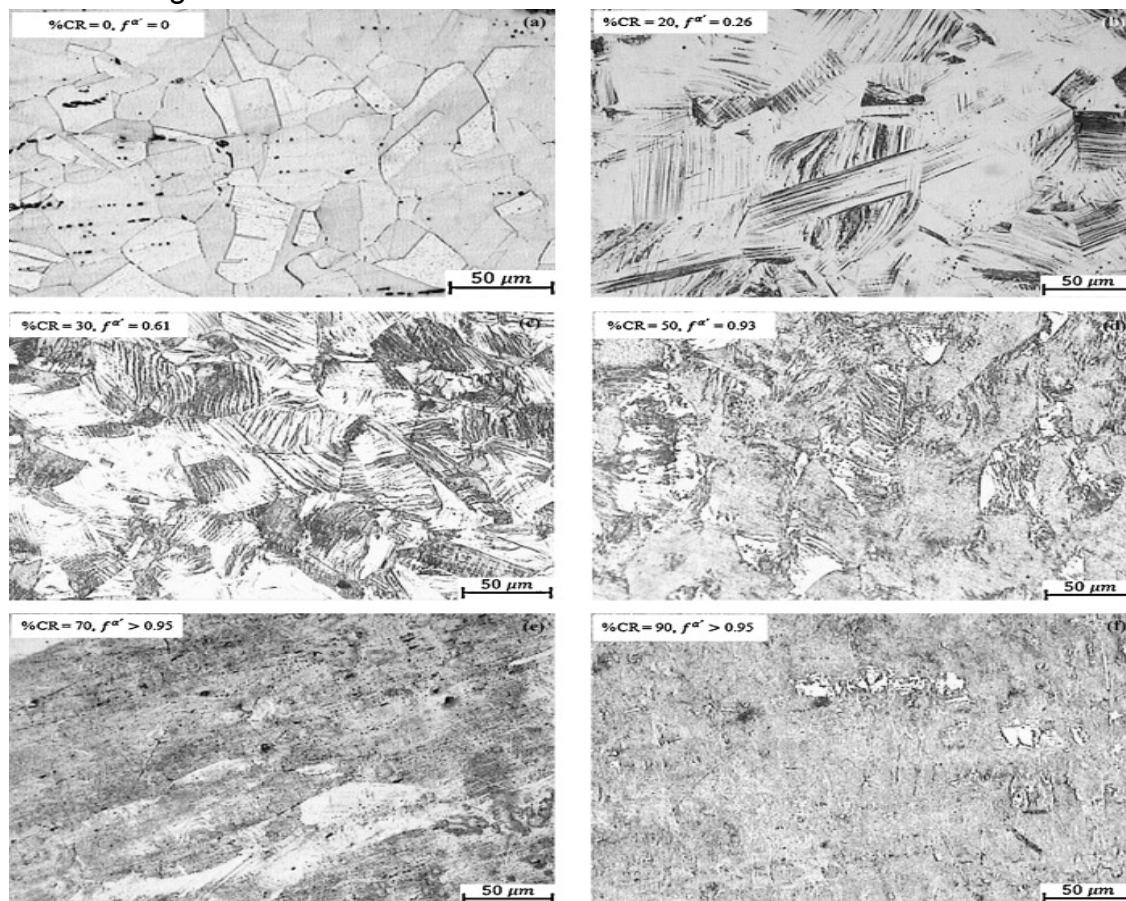 %CR = 0, f^α′ = 0
(a)
50 μm
%CR = 20, f^α′ = 0.26
(b)
50 μm
%CR = 30, f^α′ = 0.61
(c)
50 μm
%CR = 50, f^α′ = 0.93
(d)
50 μm
%CR = 70, f^α′ > 0.95
(e)
50 μm
%CR = 90, f^α′ > 0.95
(f)
50 μm